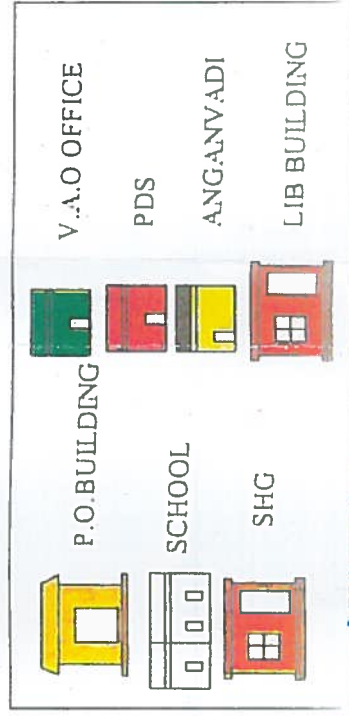 P.O.BUILDING
V.A.O OFFICE
SCHOOL
PDS
ANGANVADI
SHG
LIB BUILDING